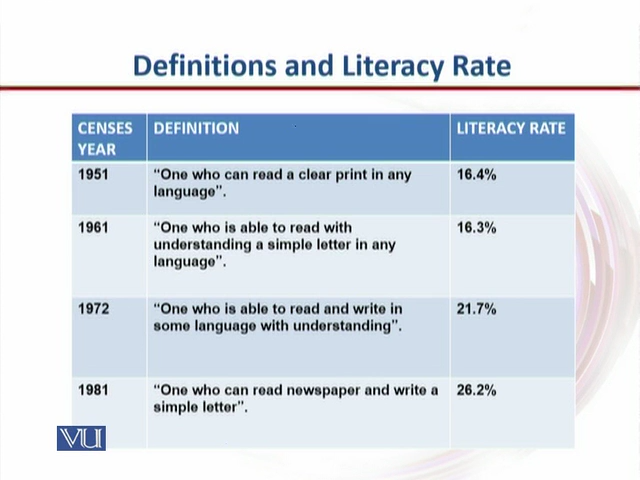 Definitions and Literacy Rate
CENSES YEAR DEFINITION LITERACY RATE
1951 “One who can read a clear print in any language”. 16.4%
1961 “One who is able to read with understanding a simple letter in any language”. 16.3%
1972 “One who is able to read and write in some language with understanding”. 21.7%
1981 “One who can read newspaper and write a simple letter”. 26.2%
VU